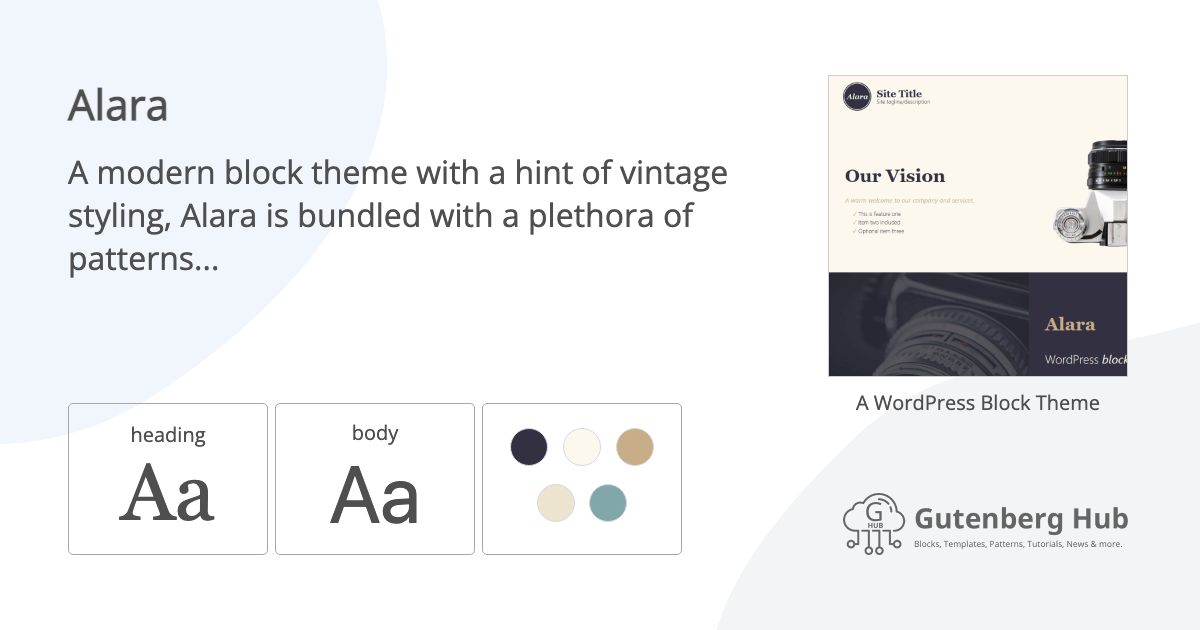 Alara
A modern block theme with a hint of vintage
styling, Alara is bundled with a plethora of
patterns...
heading
Aa
body
Aa
Alara
Site Title
Site tagline/description
Our Vision
A warm welcome to our company and services.
✓ This is feature one
✓ Item two included
✓ Optional item three
Alara
WordPress block
A WordPress Block Theme
G
HUB
Gutenberg Hub
Blocks, Templates, Patterns, Tutorials, News & more.